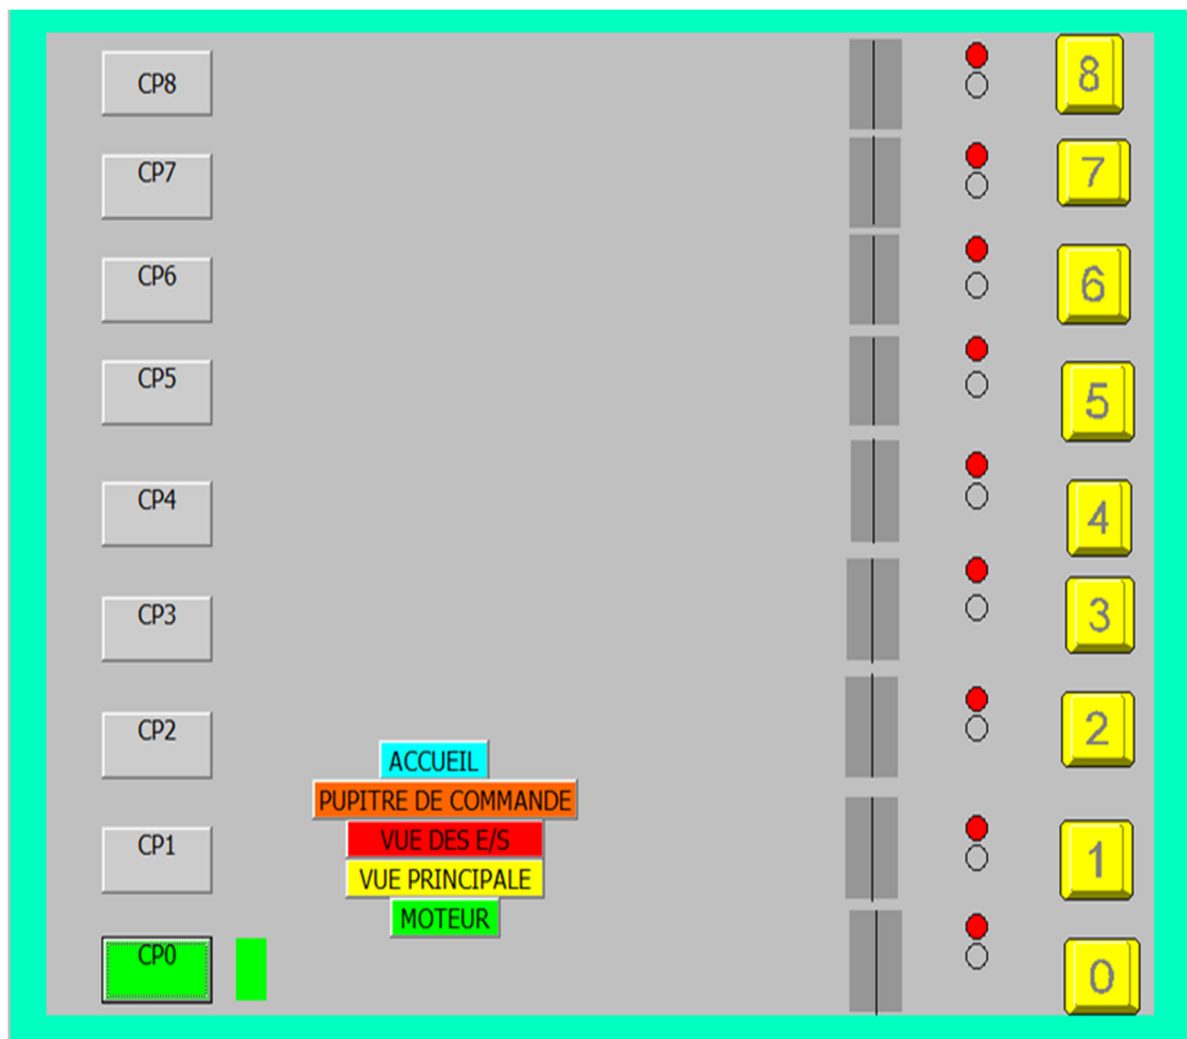 CP8
8
CP7
7
CP6
6
CP5
5
CP4
4
CP3
3
CP2
2
ACCUEIL
PUPITRE DE COMMANDE
VUE DES E/S
CP1
1
VUE PRINCIPALE
MOTEUR
CP0
0